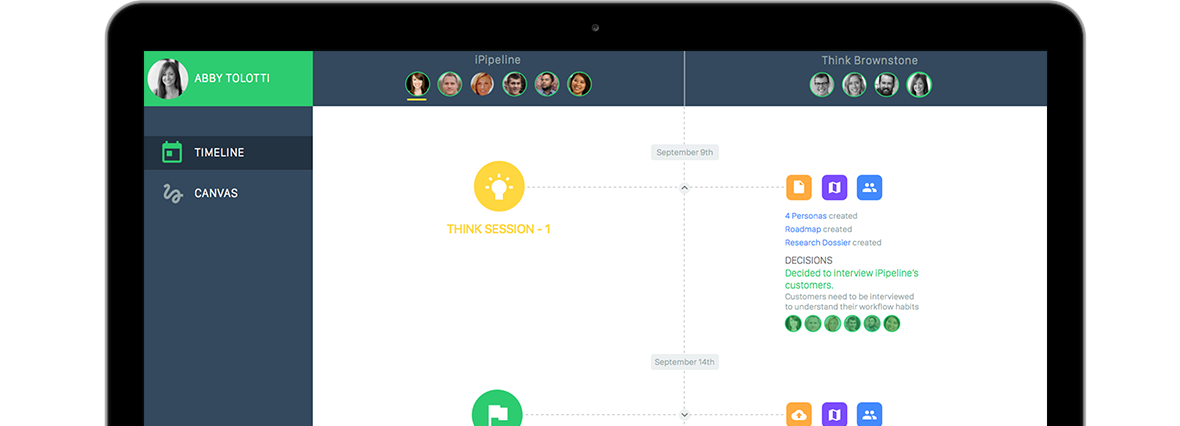 iPipeline
Think Brownstone
ABBY TOLOTTI
TIMELINE
CANVAS
September 9th
THINK SESSION - 1
4 Personas created
Roadmap created
Research Dossier created
DECISIONS
Decided to interview iPipeline's
customers.
Customers need to be interviewed
to understand their workflow habits
September 14th